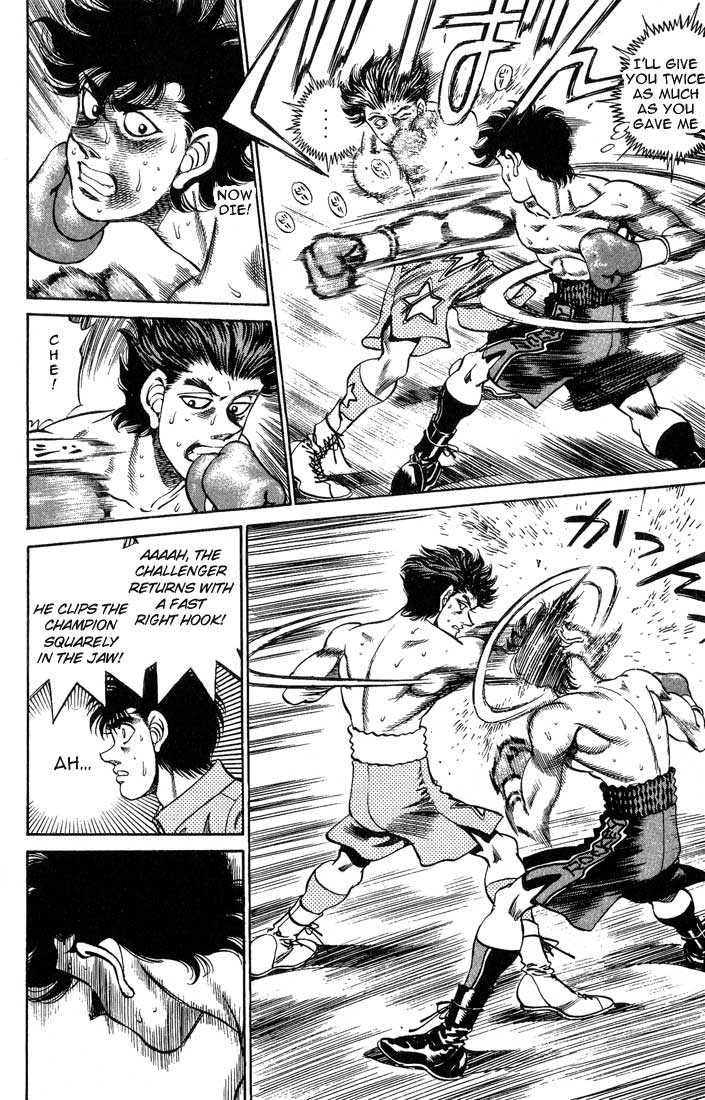 I'LL GIVE
YOU TWICE
AS MUCH
AS YOU
GAVE ME
...
NOW
DIE!
CHE!
AAAAH, THE
CHALLENGER
RETURNS WITH
A FAST
RIGHT HOOK!
HE CLIPS THE
CHAMPION
SQUARELY
IN THE JAW!
AH...